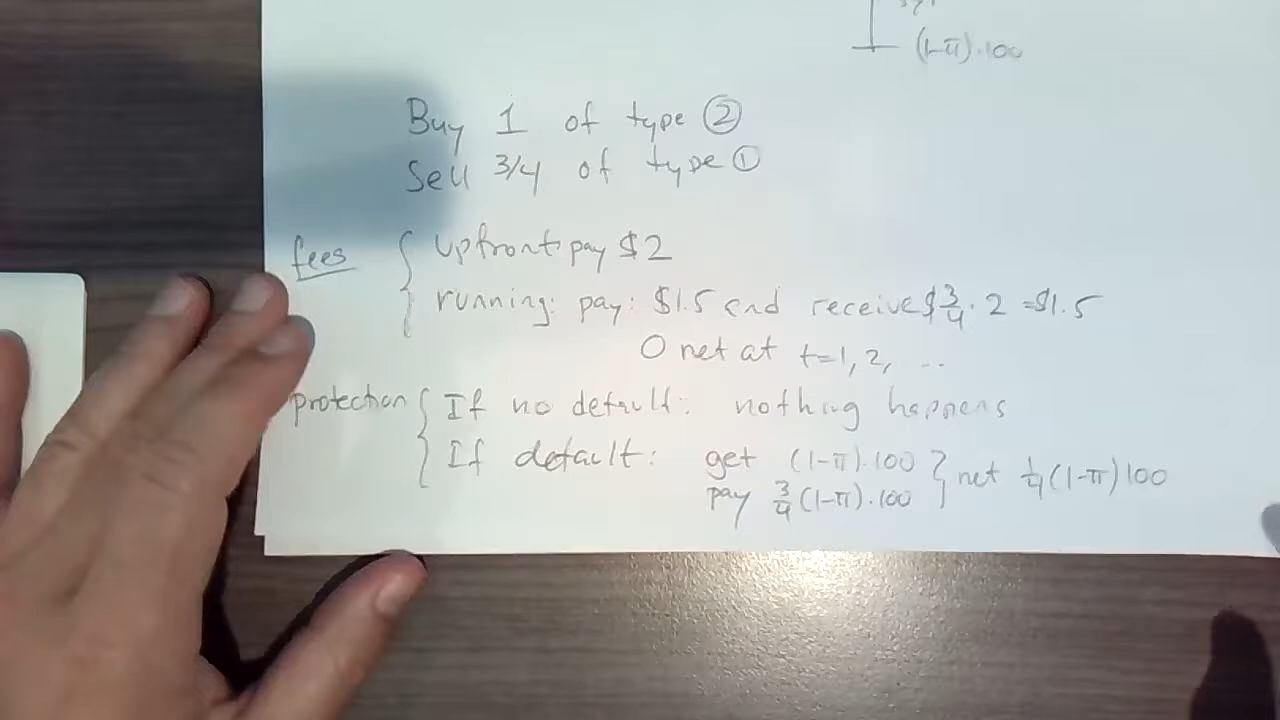 (1-π).100
Buy 1 of type ②
Sell 3/4 of type ①
fees { Upfront: pay $2
running: pay: $1.5 and receive $3/4 . 2 = $1.5
0 net at t=1, 2, ...
protection { If no default: nothing happens
If default: get (1-π).100 } net 1/4(1-π)100
pay 3/4(1-π).100